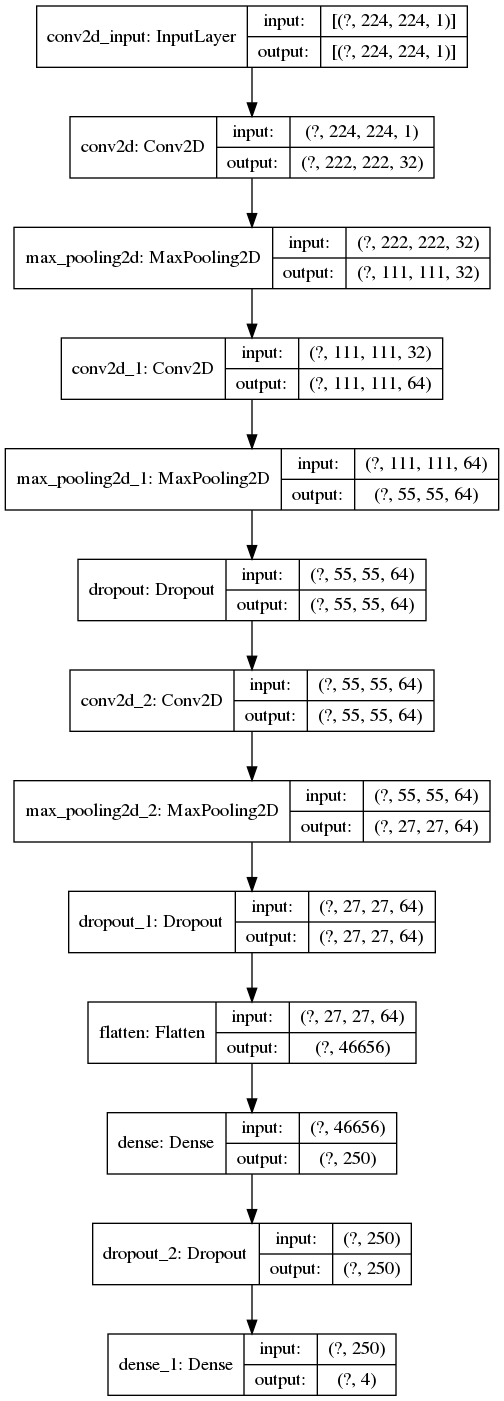 conv2d_input: InputLayer
input: [(?, 224, 224, 1)]
output: [(?, 224, 224, 1)]
conv2d: Conv2D
input: (?, 224, 224, 1)
output: (?, 222, 222, 32)
max_pooling2d: MaxPooling2D
input: (?, 222, 222, 32)
output: (?, 111, 111, 32)
conv2d_1: Conv2D
input: (?, 111, 111, 32)
output: (?, 111, 111, 64)
max_pooling2d_1: MaxPooling2D
input: (?, 111, 111, 64)
output: (?, 55, 55, 64)
dropout: Dropout
input: (?, 55, 55, 64)
output: (?, 55, 55, 64)
conv2d_2: Conv2D
input: (?, 55, 55, 64)
output: (?, 55, 55, 64)
max_pooling2d_2: MaxPooling2D
input: (?, 55, 55, 64)
output: (?, 27, 27, 64)
dropout_1: Dropout
input: (?, 27, 27, 64)
output: (?, 27, 27, 64)
flatten: Flatten
input: (?, 27, 27, 64)
output: (?, 46656)
dense: Dense
input: (?, 46656)
output: (?, 250)
dropout_2: Dropout
input: (?, 250)
output: (?, 250)
dense_1: Dense
input: (?, 250)
output: (?, 4)